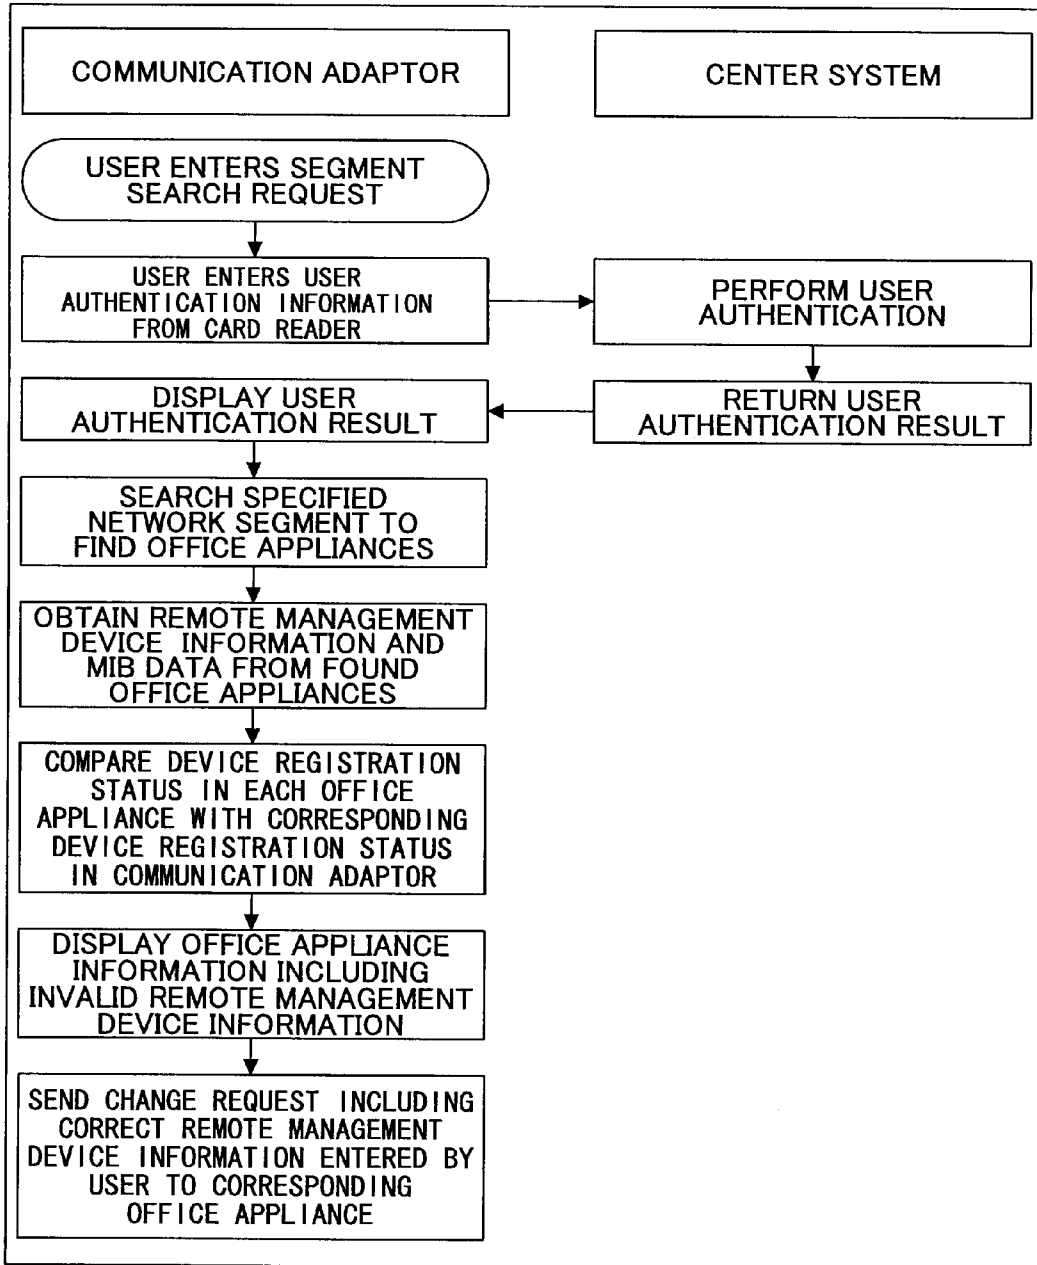 COMMUNICATION ADAPTOR
CENTER SYSTEM
USER ENTERS SEGMENT
SEARCH REQUEST
USER ENTERS USER
AUTHENTICATION INFORMATION
FROM CARD READER
PERFORM USER
AUTHENTICATION
DISPLAY USER
AUTHENTICATION RESULT
RETURN USER
AUTHENTICATION RESULT
SEARCH SPECIFIED
NETWORK SEGMENT TO
FIND OFFICE APPLIANCES
OBTAIN REMOTE MANAGEMENT
DEVICE INFORMATION AND
MIB DATA FROM FOUND
OFFICE APPLIANCES
COMPARE DEVICE REGISTRATION
STATUS IN EACH OFFICE
APPLIANCE WITH CORRESPONDING
DEVICE REGISTRATION STATUS
IN COMMUNICATION ADAPTOR
DISPLAY OFFICE APPLIANCE
INFORMATION INCLUDING
INVALID REMOTE MANAGEMENT
DEVICE INFORMATION
SEND CHANGE REQUEST INCLUDING
CORRECT REMOTE MANAGEMENT
DEVICE INFORMATION ENTERED BY
USER TO CORRESPONDING
OFFICE APPLIANCE